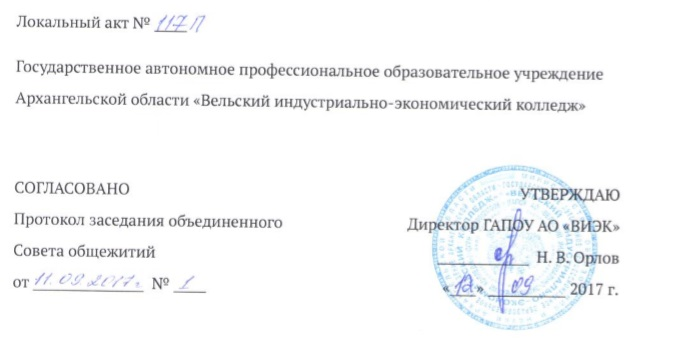 Локальный акт № 117 П
Государственное автономное профессиональное образовательное учреждение
Архангельской области «Вельский индустриально-экономический колледж»
СОГЛАСОВАНО
Протокол заседания объединенного
Совета общежитий
от 11.09.2017г. № 1
УТВЕРЖДАЮ
Директор ГАПОУ АО «ВИЭК»
Н. В. Орлов
«12» 09 2017 г.